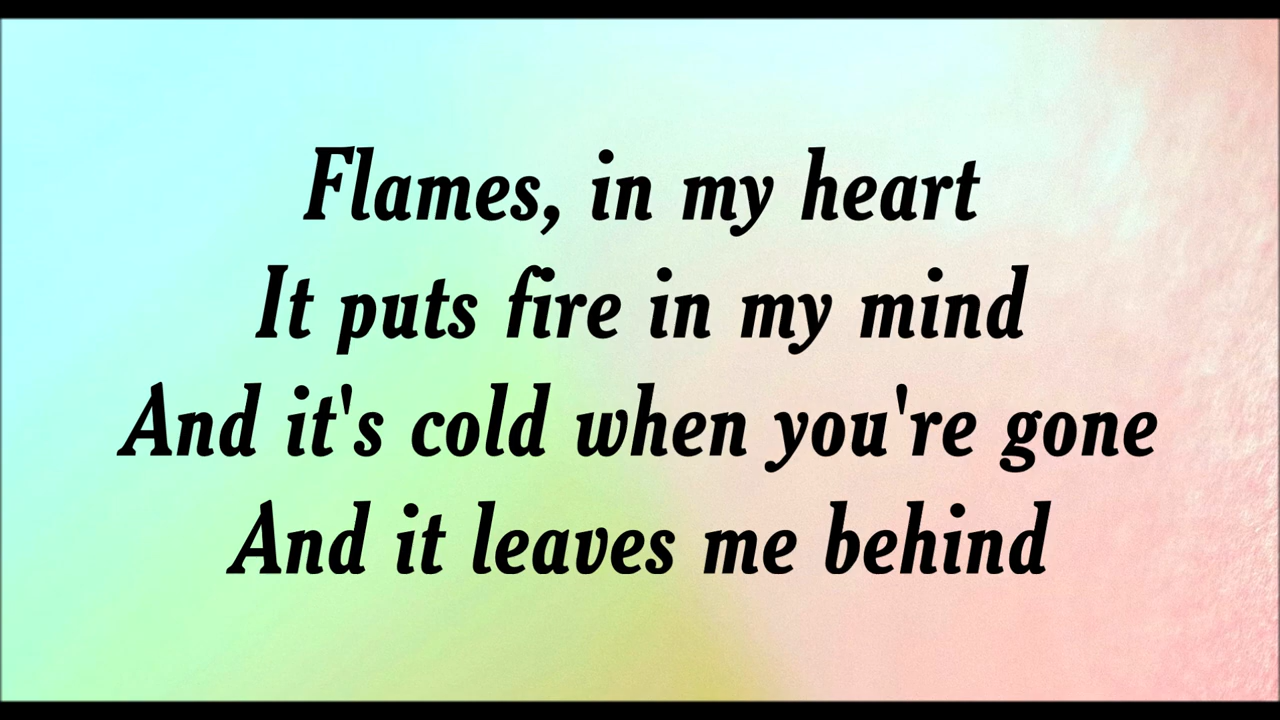 Flames, in my heart
It puts fire in my mind
And it's cold when you're gone
And it leaves me behind